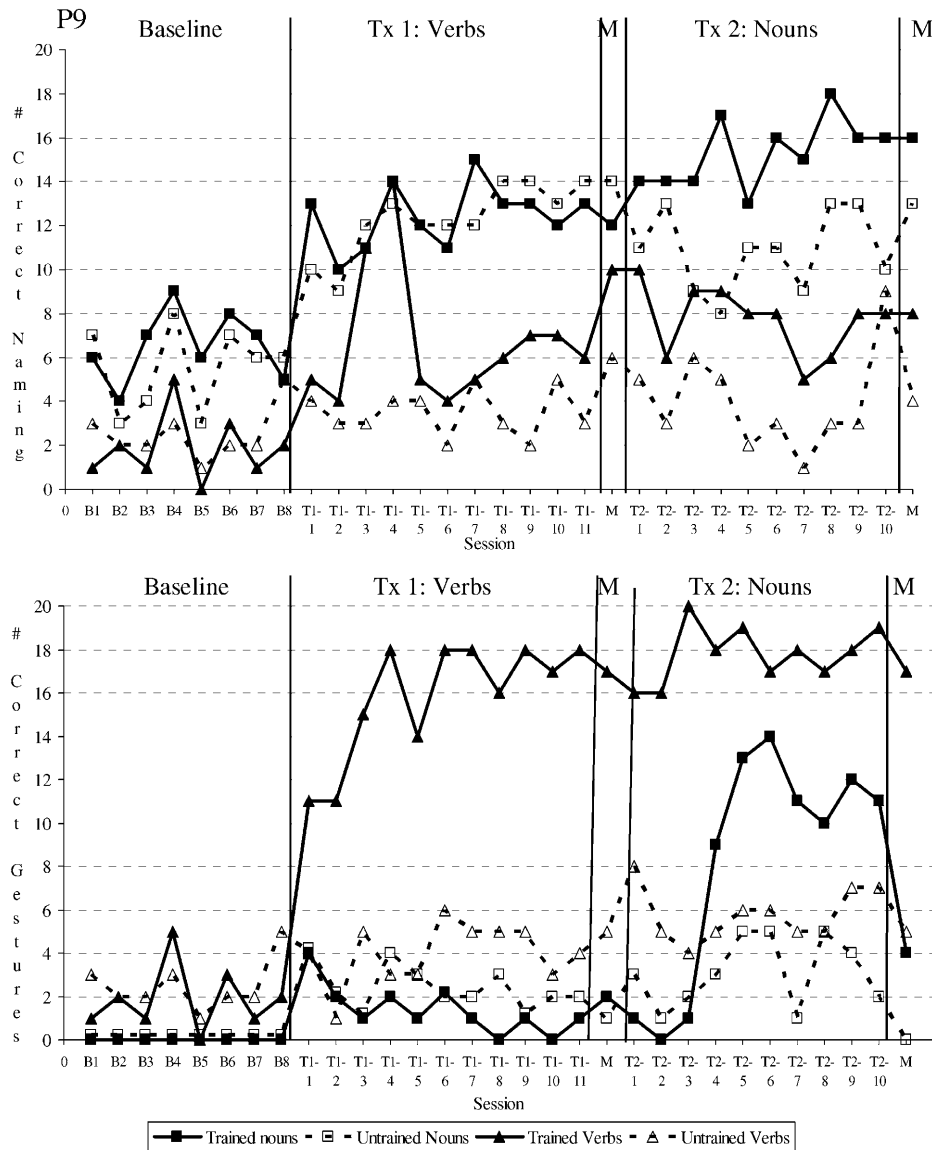 P9
Baseline Tx 1: Verbs M Tx 2: Nouns M
20
18
16
14
12
10
8
6
4
2
0
# Correct Naming
0 B1 B2 B3 B4 B5 B6 B7 B8 T1-1 T1-2 T1-3 T1-4 T1-5 T1-6 T1-7 T1-8 T1-9 T1-10 T1-11 M T2-1 T2-2 T2-3 T2-4 T2-5 T2-6 T2-7 T2-8 T2-9 T2-10 M
Session
Baseline Tx 1: Verbs M Tx 2: Nouns M
20
18
16
14
12
10
8
6
4
2
0
# Correct Gestures
0 B1 B2 B3 B4 B5 B6 B7 B8 T1-1 T1-2 T1-3 T1-4 T1-5 T1-6 T1-7 T1-8 T1-9 T1-10 T1-11 M T2-1 T2-2 T2-3 T2-4 T2-5 T2-6 T2-7 T2-8 T2-9 T2-10 M
Session
Trained nouns Untrained Nouns Trained Verbs Untrained Verbs